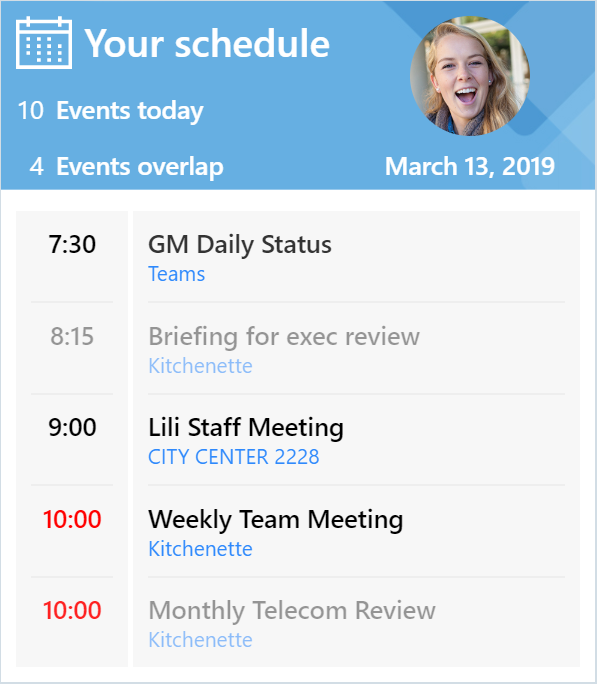 Your schedule
10 Events today
4 Events overlap
March 13, 2019
7:30 GM Daily Status
Teams
8:15 Briefing for exec review
Kitchenette
9:00 Lili Staff Meeting
CITY CENTER 2228
10:00 Weekly Team Meeting
Kitchenette
10:00 Monthly Telecom Review
Kitchenette